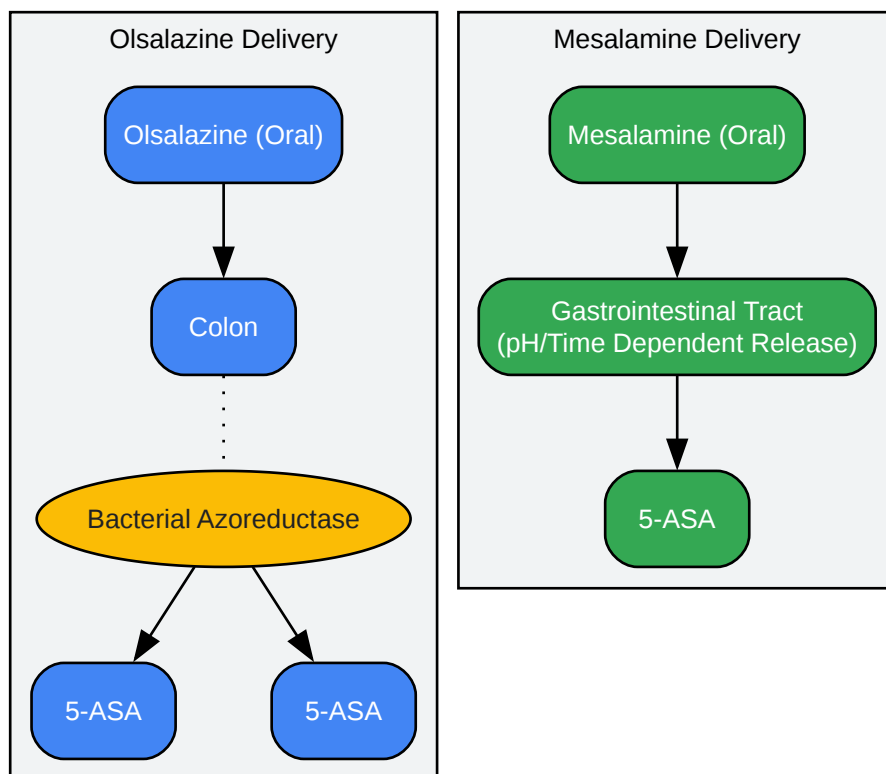 Olsalazine Delivery
Olsalazine (Oral)
Colon
Bacterial Azoreductase
5-ASA
5-ASA
Mesalamine Delivery
Mesalamine (Oral)
Gastrointestinal Tract
(pH/Time Dependent Release)
5-ASA